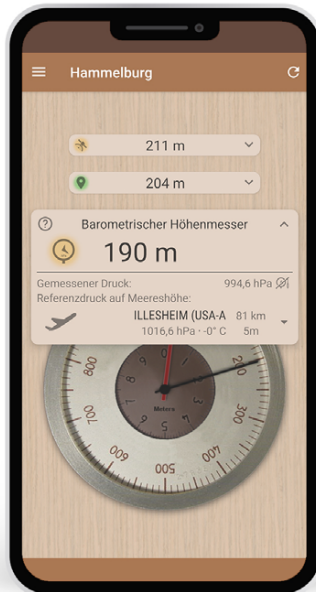 Hammelburg
211 m
204 m
Barometrischer Höhenmesser
190 m
Gemessener Druck: 994,6 hPa
Referenzdruck auf Meereshöhe:
ILLESHEIM (USA-A 81 km
1016,6 hPa · -0° C 5m
0
1
2
3
4
5
6
7
8
9
Meters
200
300
400
500
600
700
800